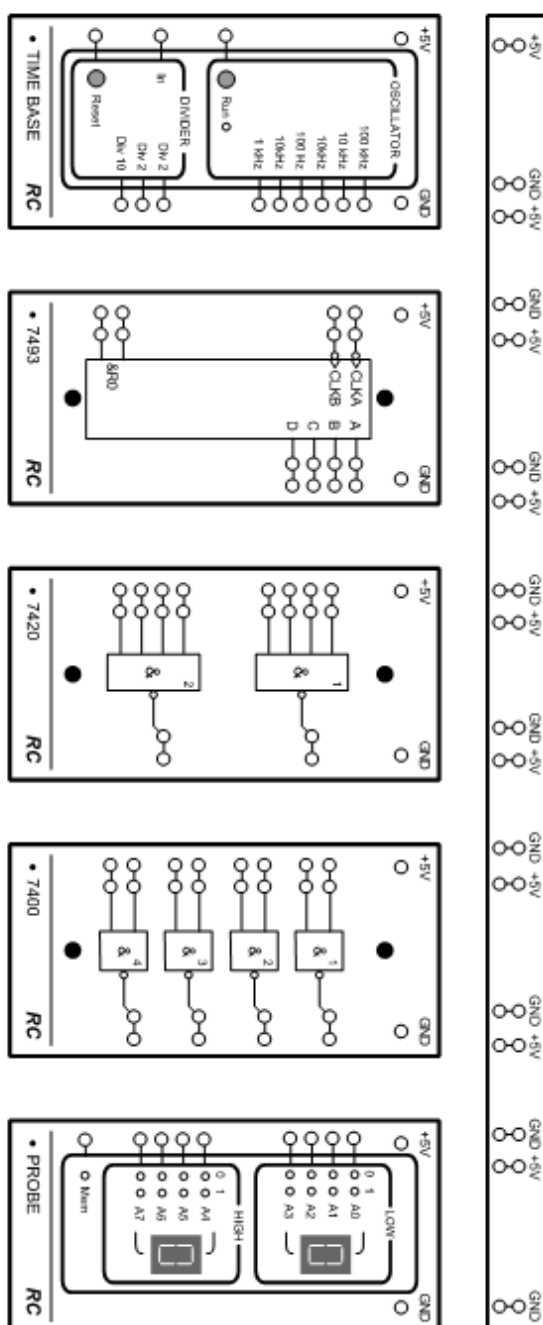 +5V
GND +5V
GND +5V
GND +5V
GND +5V
GND +5V
GND +5V
GND +5V
GND +5V
GND
+5V
GND
OSCILLATOR
100 kHz
10 kHz
10kHz
100 Hz
10kHz
1 kHz
Run
DIVIDER
In
Div 2
Div 2
Div 10
Reset
• TIME BASE
RC
+5V
GND
CLKA
A
CLKB
B
C
D
&R0
• 7493
RC
+5V
GND
1
&
2
&
• 7420
RC
+5V
GND
1
&
2
&
3
&
4
&
• 7400
RC
+5V
GND
LOW
0 1
A0
A1
A2
A3
HIGH
0 1
A4
A5
A6
A7
Mem
• PROBE
RC